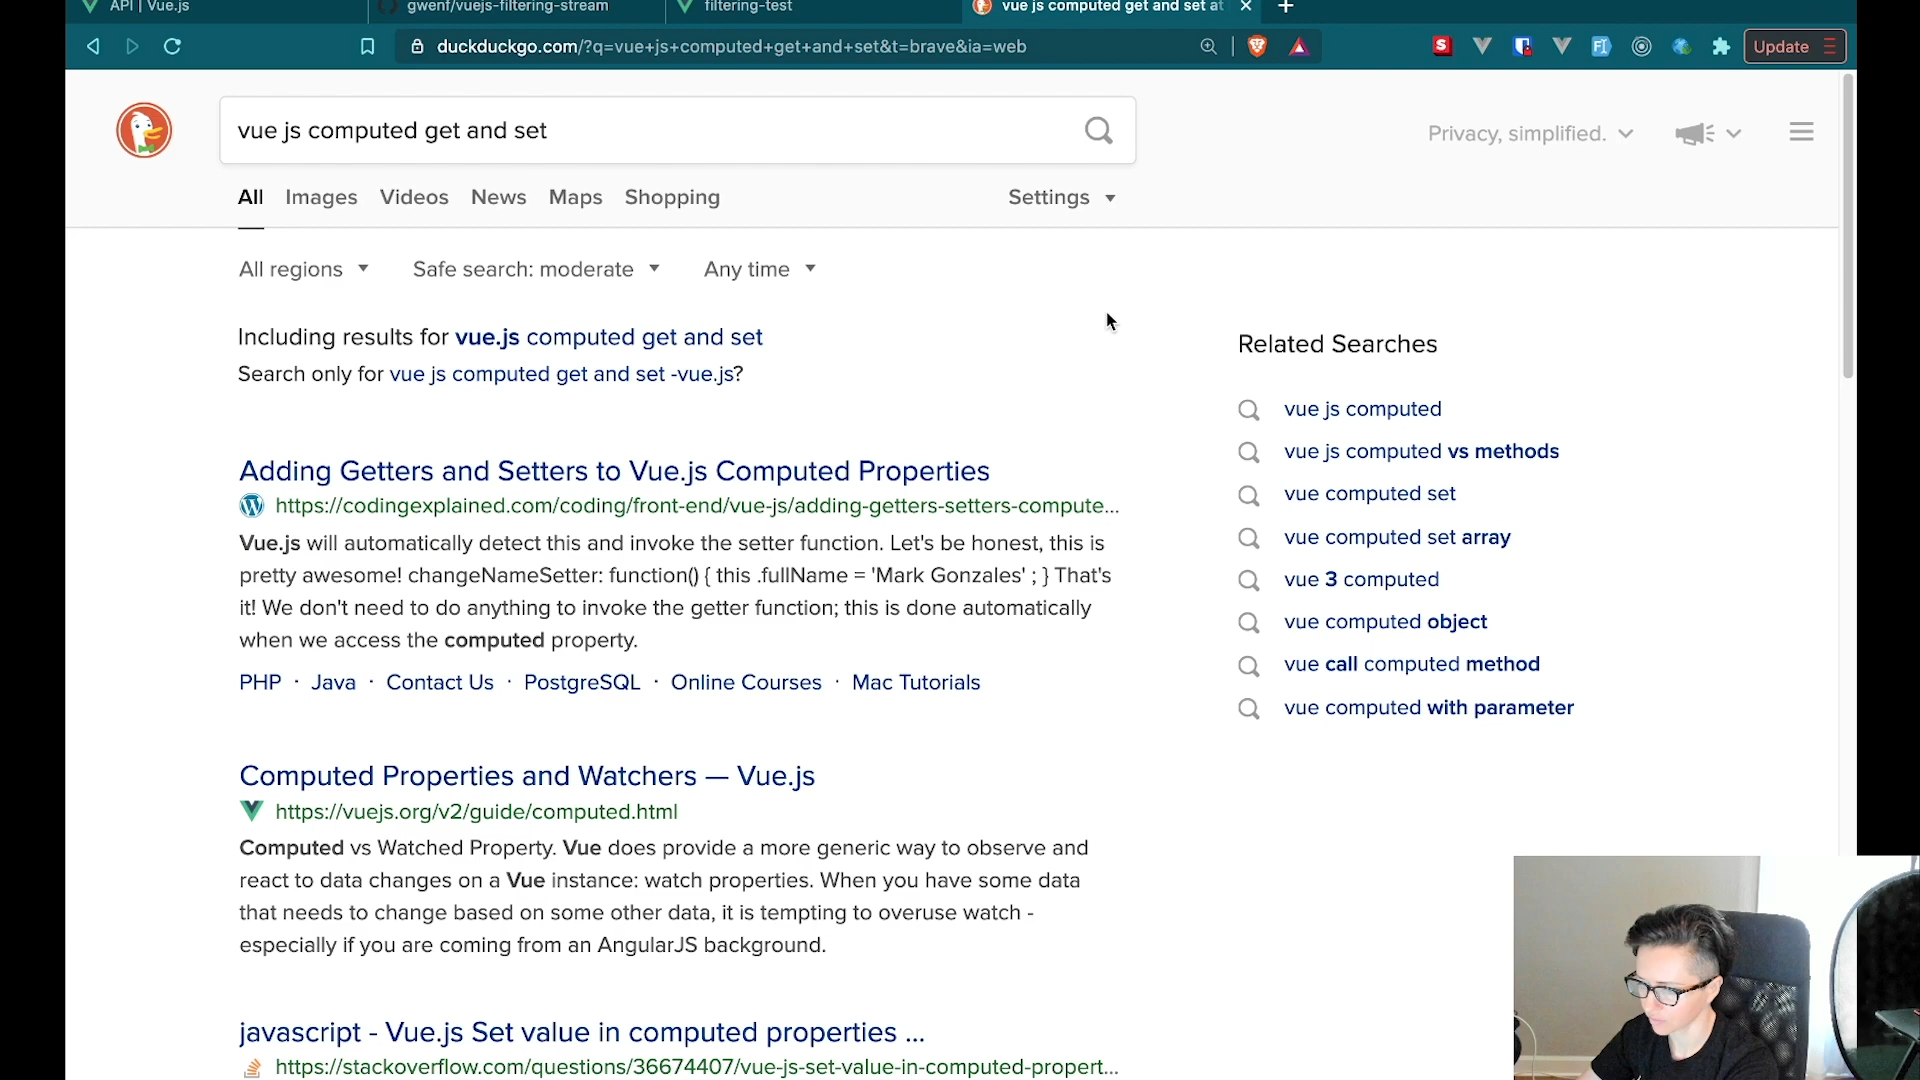 API | Vue.js
gwenf/vuejs-filtering-stream
filtering-test
vue js computed get and set at
duckduckgo.com/?q=vue+js+computed+get+and+set&t=brave&ia=web
Update
vue js computed get and set
Privacy, simplified.
All Images Videos News Maps Shopping
Settings
All regions
Safe search: moderate
Any time
Including results for vue.js computed get and set
Search only for vue js computed get and set -vue.js?
Adding Getters and Setters to Vue.js Computed Properties
https://codingexplained.com/coding/front-end/vue-js/adding-getters-setters-compute...
Vue.js will automatically detect this and invoke the setter function. Let's be honest, this is
pretty awesome! changeNameSetter: function() { this .fullName = 'Mark Gonzales' ; } That's
it! We don't need to do anything to invoke the getter function; this is done automatically
when we access the computed property.
PHP · Java · Contact Us · PostgreSQL · Online Courses · Mac Tutorials
Computed Properties and Watchers — Vue.js
https://vuejs.org/v2/guide/computed.html
Computed vs Watched Property. Vue does provide a more generic way to observe and
react to data changes on a Vue instance: watch properties. When you have some data
that needs to change based on some other data, it is tempting to overuse watch -
especially if you are coming from an AngularJS background.
javascript - Vue.js Set value in computed properties ...
https://stackoverflow.com/questions/36674407/vue-js-set-value-in-computed-propert...
Related Searches
vue js computed
vue js computed vs methods
vue computed set
vue computed set array
vue 3 computed
vue computed object
vue call computed method
vue computed with parameter